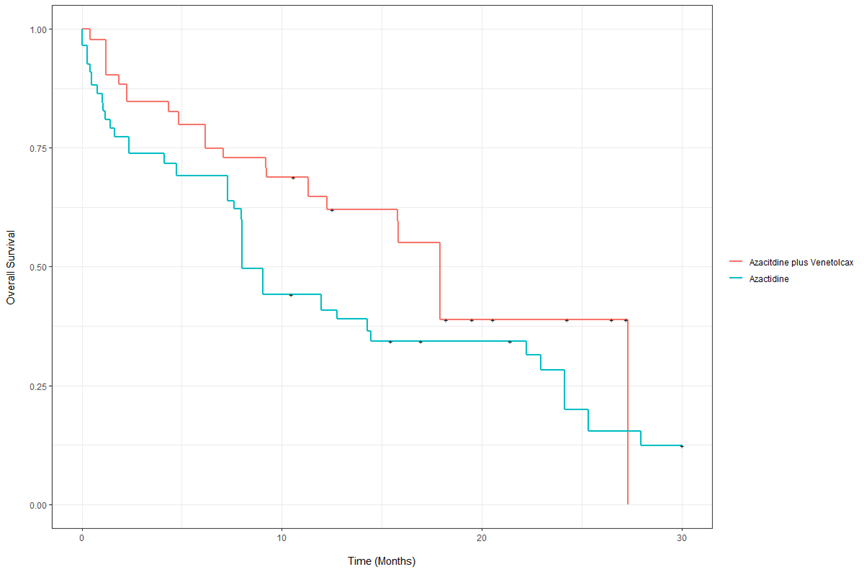 1.00
0.75
0.50
0.25
0.00
Overall Survival
0
10
20
30
Time (Months)
Azacitdine plus Venetolcax
Azactidine